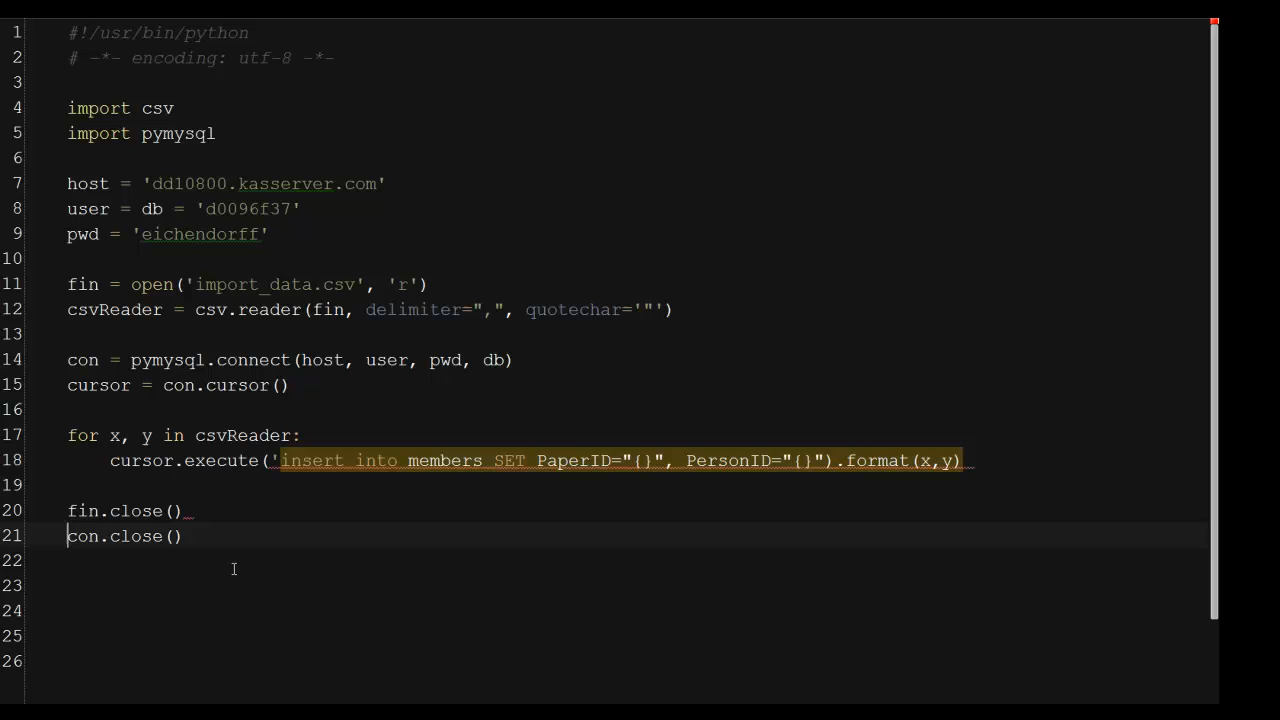 1 #!/usr/bin/python
2 # -*- encoding: utf-8 -*-
3
4 import csv
5 import pymysql
6
7 host = 'dd10800.kasserver.com'
8 user = db = 'd0096f37'
9 pwd = 'eichendorff'
10
11 fin = open('import_data.csv', 'r')
12 csvReader = csv.reader(fin, delimiter=",", quotechar='"')
13
14 con = pymysql.connect(host, user, pwd, db)
15 cursor = con.cursor()
16
17 for x, y in csvReader:
18 cursor.execute('insert into members SET PaperID="{}", PersonID="{}").format(x,y)
19
20 fin.close()
21 con.close()
22
23
24
25
26